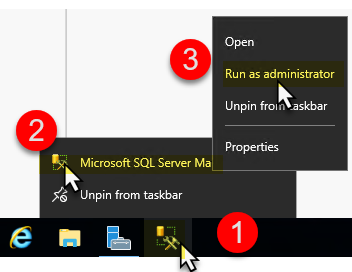 Open
3
Run as administrator
Unpin from taskbar
2
Properties
Microsoft SQL Server Ma
Unpin from taskbar
1